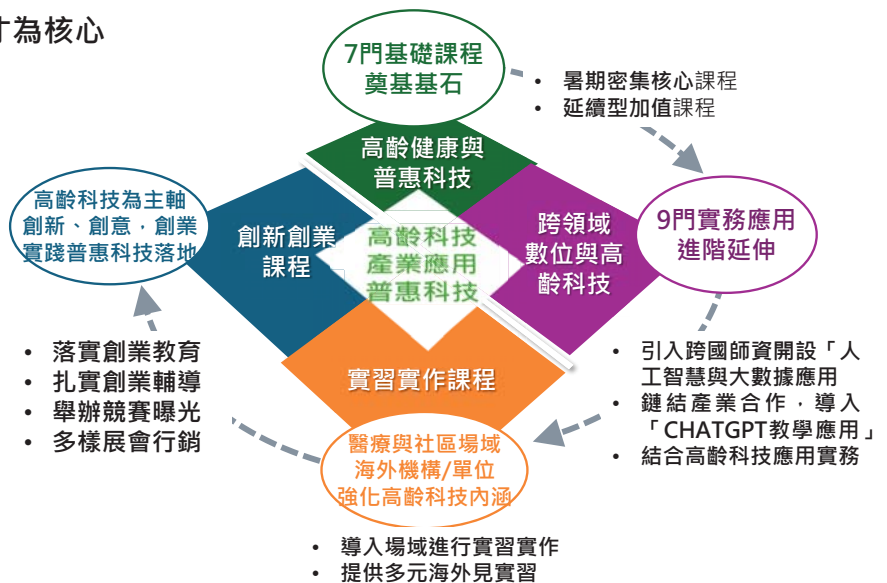 才為核心
7門基礎課程
奠基基石
• 暑期密集核心課程
• 延續型加值課程
高齡健康與
普惠科技
高齡科技為主軸
創新、創意，創業
實踐普惠科技落地
創新創業
課程
高齡科技
產業應用
普惠科技
跨領域
數位與高
齡科技
9門實務應用
進階延伸
• 落實創業教育
• 扎實創業輔導
• 舉辦競賽曝光
• 多樣展會行銷
實習實作課程
• 引入跨國師資開設「人
工智慧與大數據應用
• 鏈結產業合作，導入
「CHATGPT教學應用」
• 結合高齡科技應用實務
醫療與社區場域
海外機構/單位
強化高齡科技內涵
• 導入場域進行實習實作
• 提供多元海外見實習